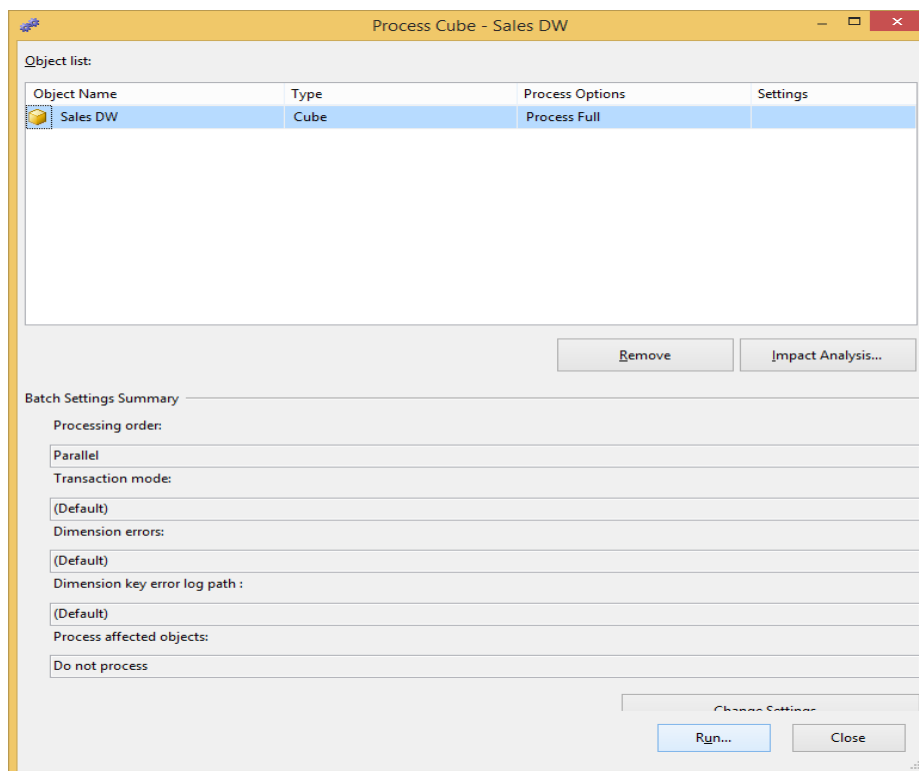 Process Cube - Sales DW
Object list:
Object Name Type Process Options Settings
Sales DW Cube Process Full
Remove Impact Analysis...
Batch Settings Summary
Processing order:
Parallel
Transaction mode:
(Default)
Dimension errors:
(Default)
Dimension key error log path :
(Default)
Process affected objects:
Do not process
Change Settings
Run... Close